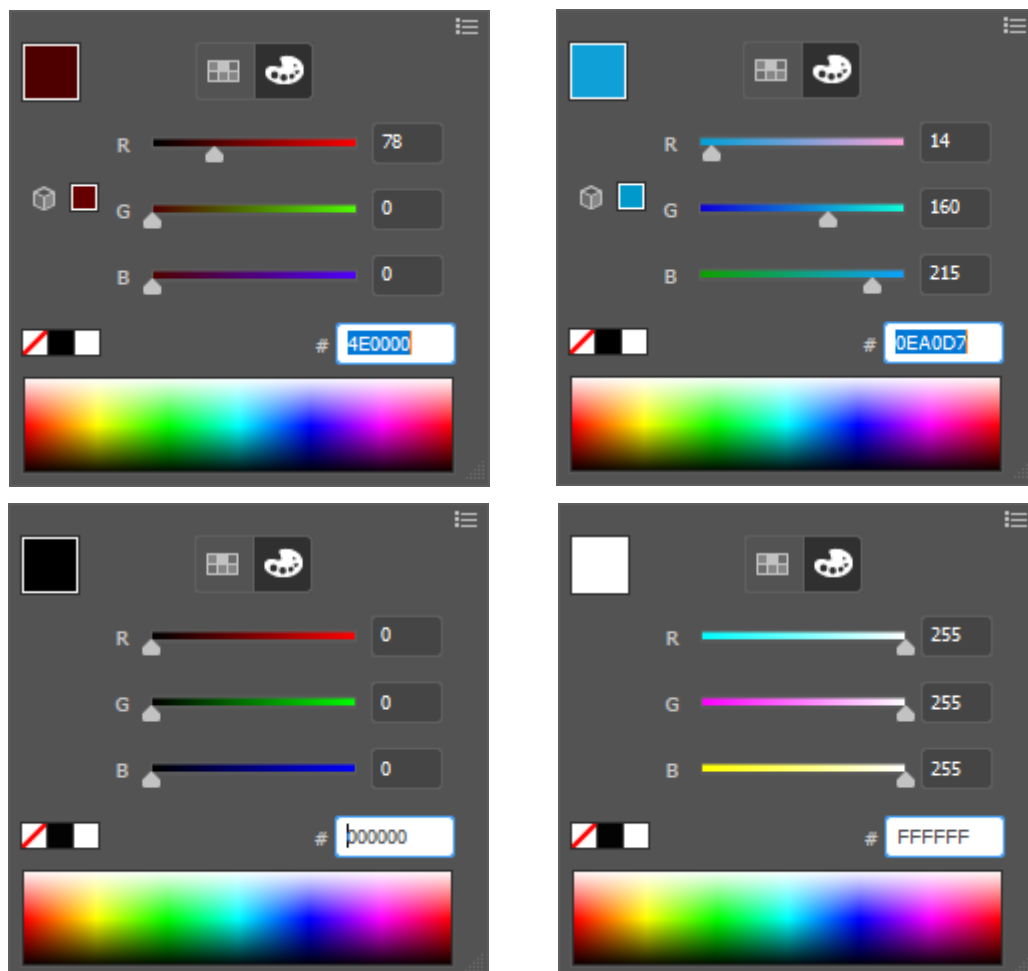 R 78
G 0
B 0
# 4E0000
R 14
G 160
B 215
# 0EA0D7
R 0
G 0
B 0
# 000000
R 255
G 255
B 255
# FFFFFF